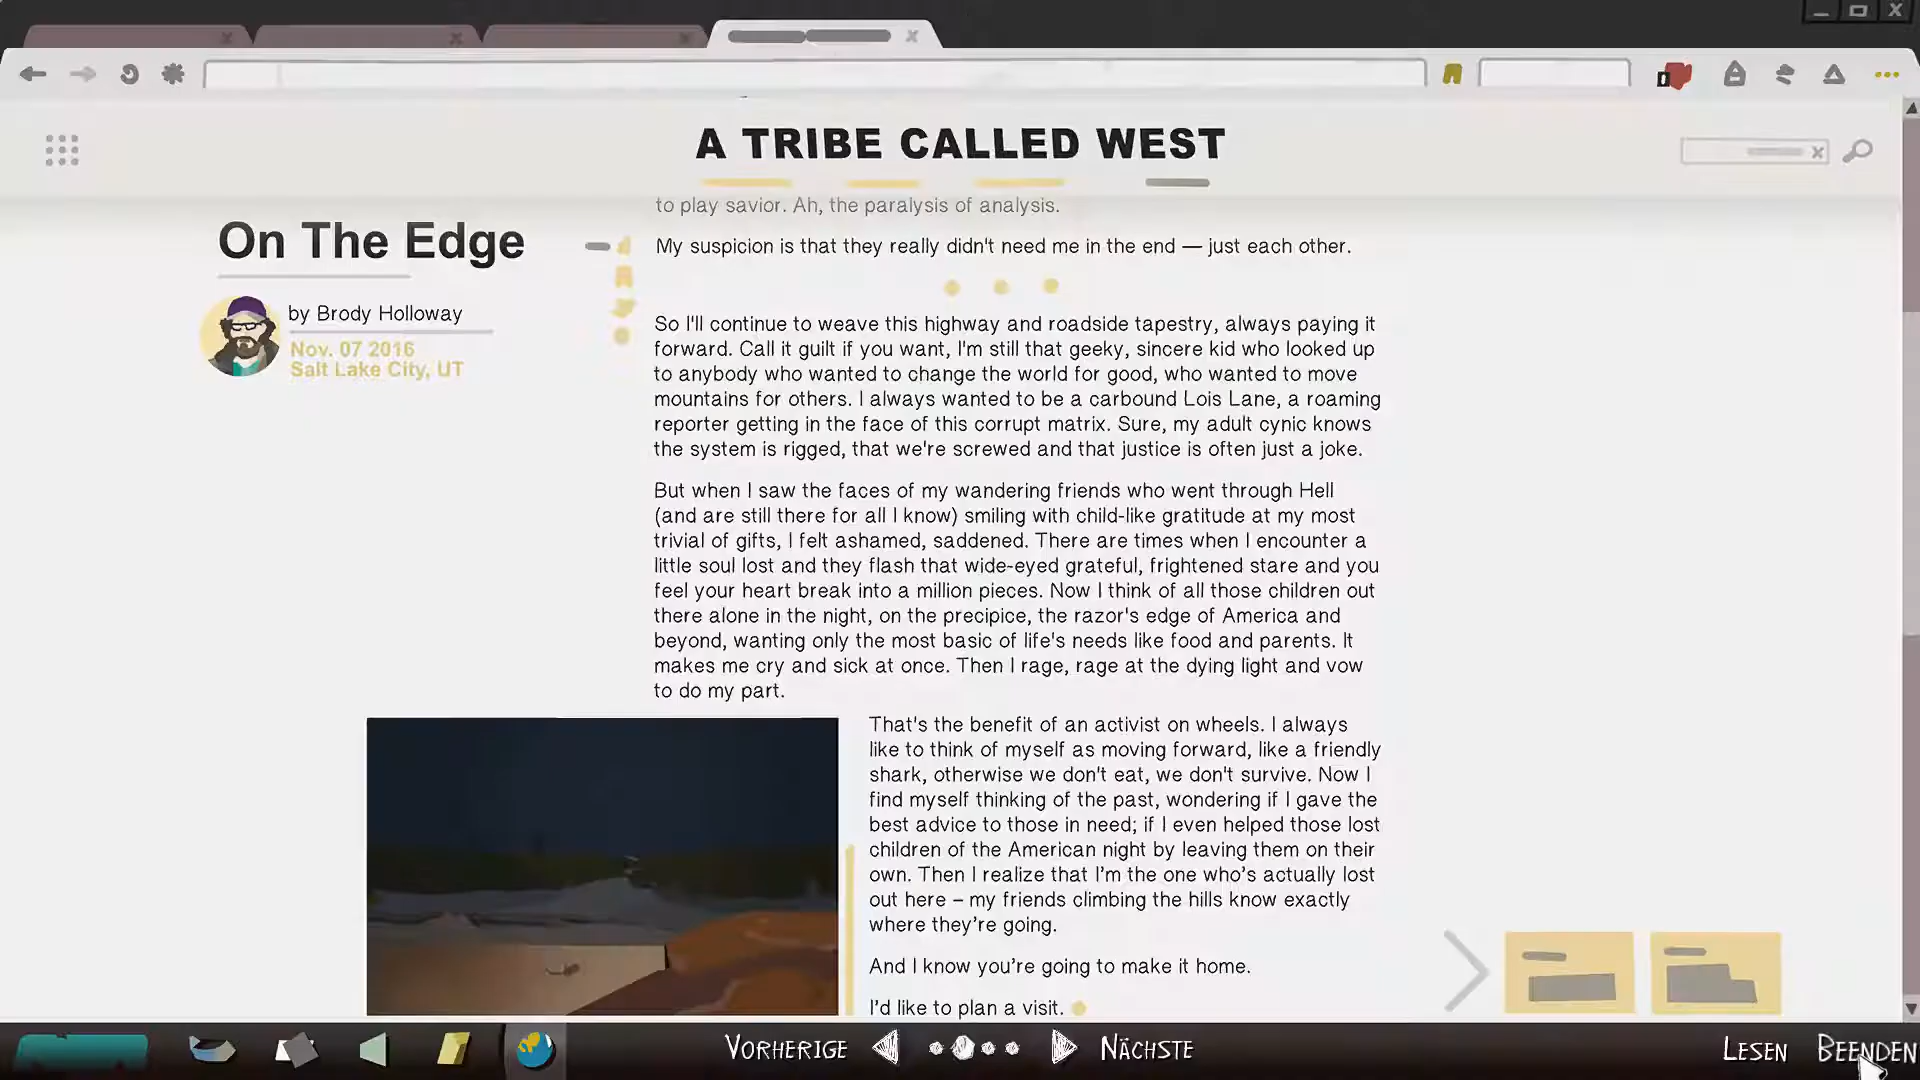 A TRIBE CALLED WEST
On The Edge
by Brody Holloway
Nov. 07 2016
Salt Lake City, UT
to play savior. Ah, the paralysis of analysis.
My suspicion is that they really didn't need me in the end — just each other.
So I'll continue to weave this highway and roadside tapestry, always paying it
forward. Call it guilt if you want, I'm still that geeky, sincere kid who looked up
to anybody who wanted to change the world for good, who wanted to move
mountains for others. I always wanted to be a carbound Lois Lane, a roaming
reporter getting in the face of this corrupt matrix. Sure, my adult cynic knows
the system is rigged, that we're screwed and that justice is often just a joke.
But when I saw the faces of my wandering friends who went through Hell
(and are still there for all I know) smiling with child-like gratitude at my most
trivial of gifts, I felt ashamed, saddened. There are times when I encounter a
little soul lost and they flash that wide-eyed grateful, frightened stare and you
feel your heart break into a million pieces. Now I think of all those children out
there alone in the night, on the precipice, the razor's edge of America and
beyond, wanting only the most basic of life's needs like food and parents. It
makes me cry and sick at once. Then I rage, rage at the dying light and vow
to do my part.
That's the benefit of an activist on wheels. I always
like to think of myself as moving forward, like a friendly
shark, otherwise we don't eat, we don't survive. Now I
find myself thinking of the past, wondering if I gave the
best advice to those in need; if I even helped those lost
children of the American night by leaving them on their
own. Then I realize that I'm the one who's actually lost
out here – my friends climbing the hills know exactly
where they're going.
And I know you're going to make it home.
I'd like to plan a visit.
VORHERIGE
NÄCHSTE
LESEN
BEENDEN